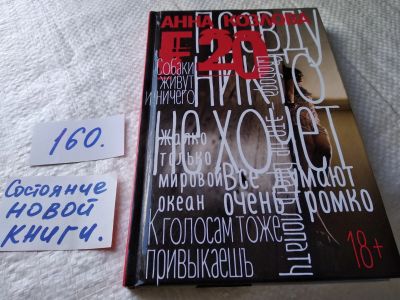 АННА КОЗЛОВА
F20
Правду
никто
не хочет
Собаки
живут
и ничего
Жалко
только
мировой
океан
Все думают
очень громко
К голосам тоже
привыкаешь
18+
160.
Состояние
новой
книги.